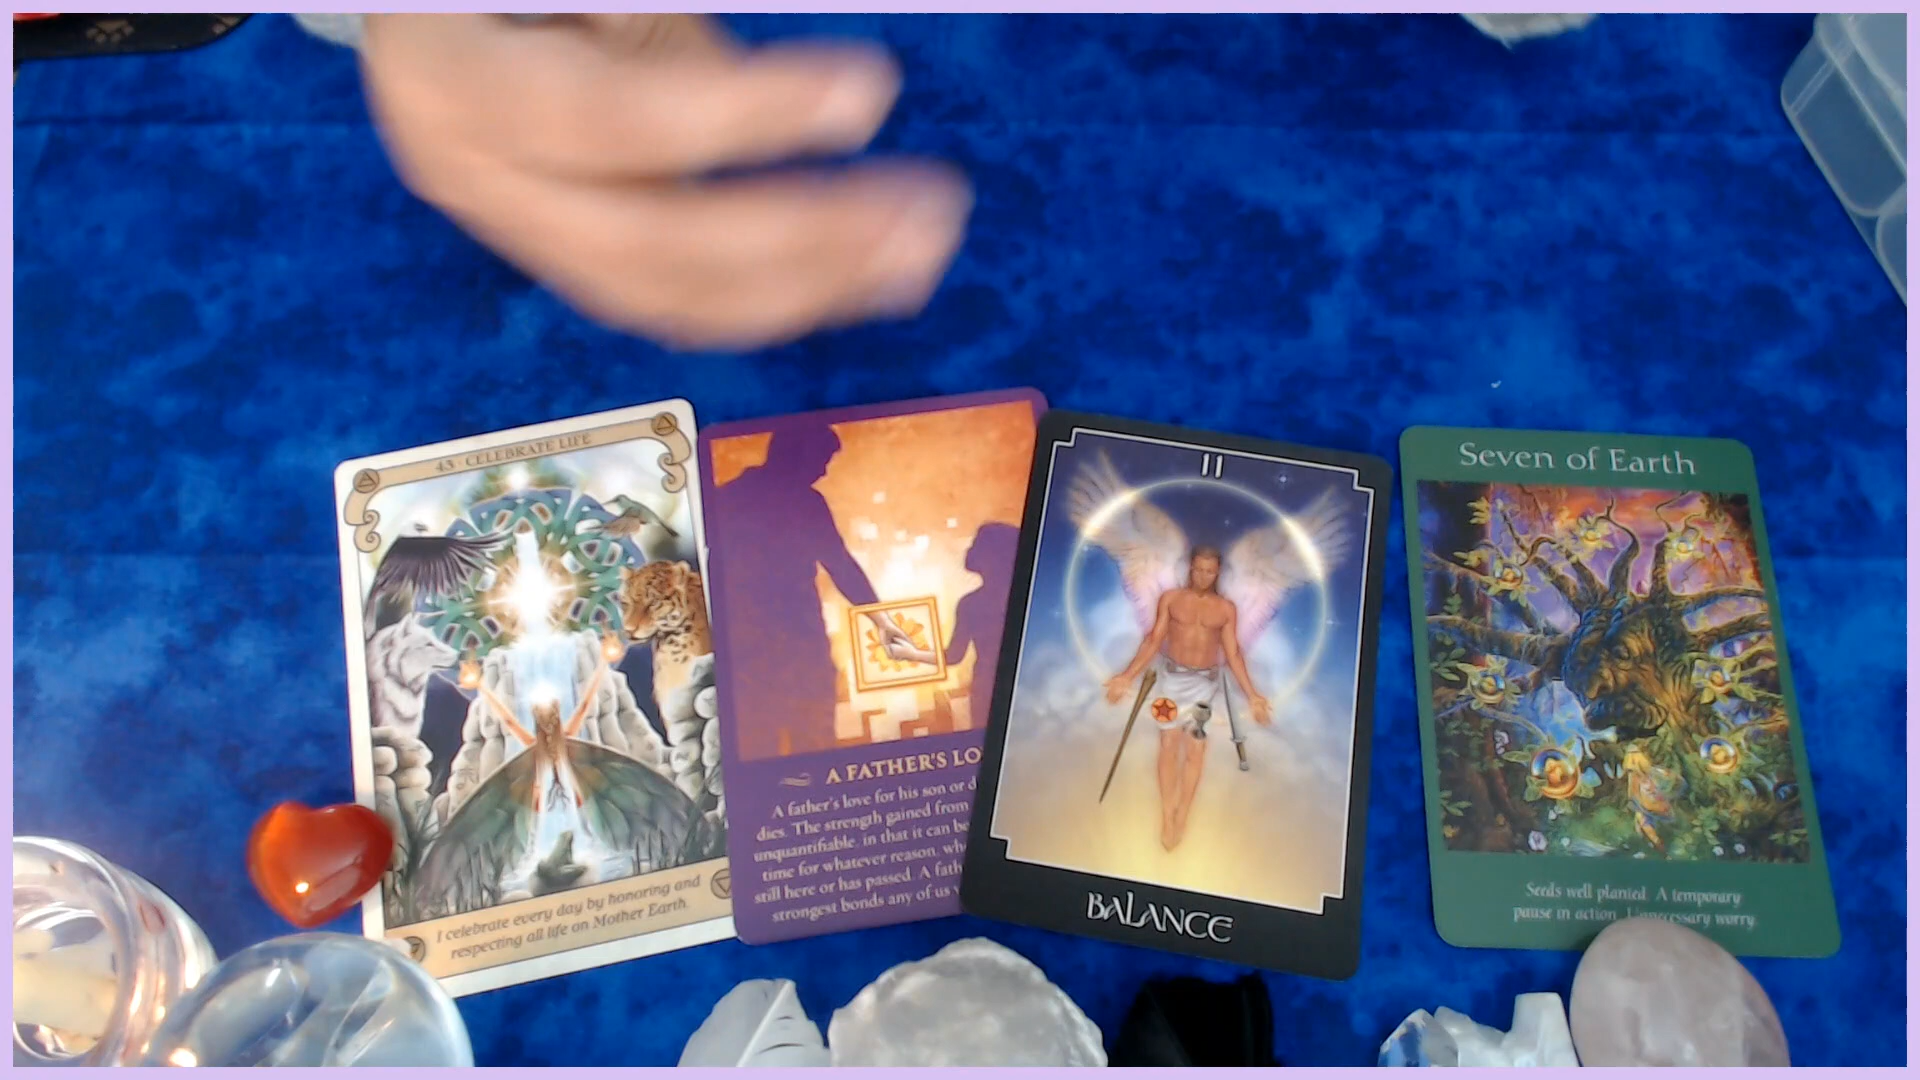 43 · CELEBRATE LIFE
I celebrate every day by honoring and
respecting all life on Mother Earth.
A FATHER'S LO
A father's love for his son or d
dies. The strength gained from
unquantifiable, in that it can be
time for whatever reason, whe
still here or has passed. A fath
strongest bonds any of us
11
BALANCE
Seven of Earth
Seeds well planted. A temporary
pause in action. Unnecessary worry.